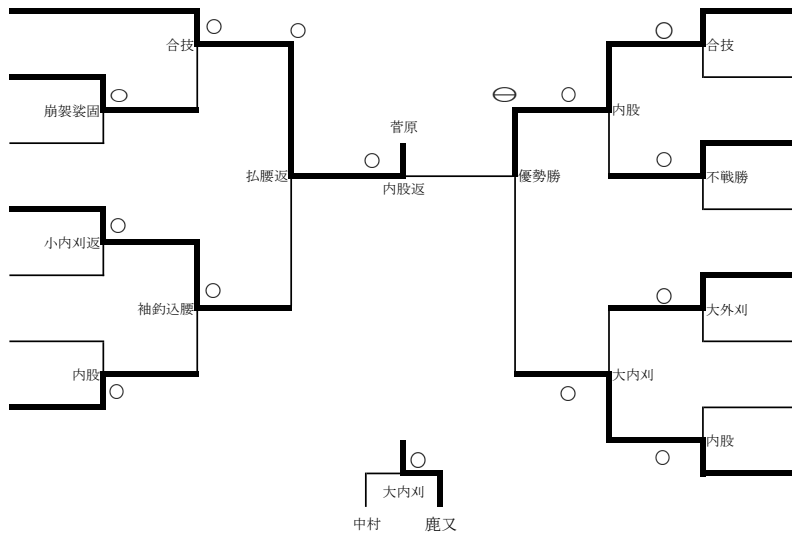 合技
崩袈裟固
払腰返
小内刈返
袖釣込腰
内股
菅原
内股返
合技
内股
優勢勝
不戦勝
大外刈
大内刈
内股
大内刈
中村
鹿又